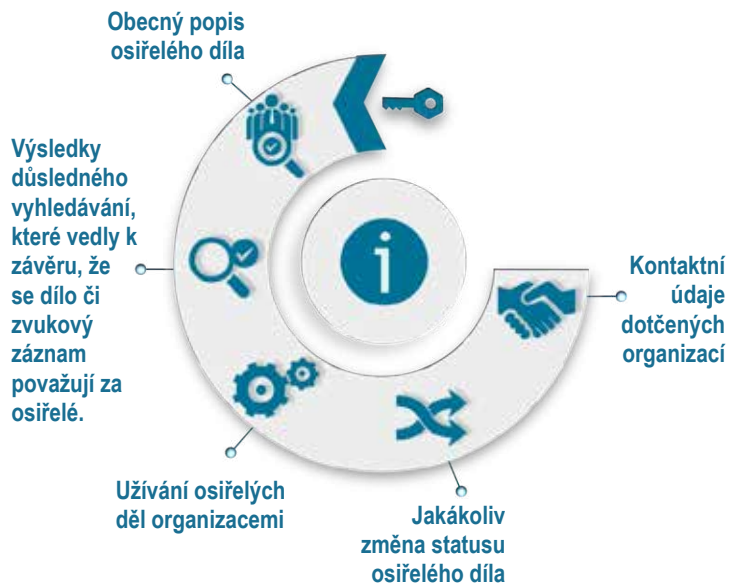 Obecný popis
osiřelého díla
Výsledky
důsledného
vyhledávání,
které vedly k
závěru, že
se dílo či
zvukový
záznam
považují za
osiřelé.
Užívání osiřelých
děl organizacemi
Jakákoliv
změna statusu
osiřelého díla
Kontaktní
údaje
dotčených
organizací